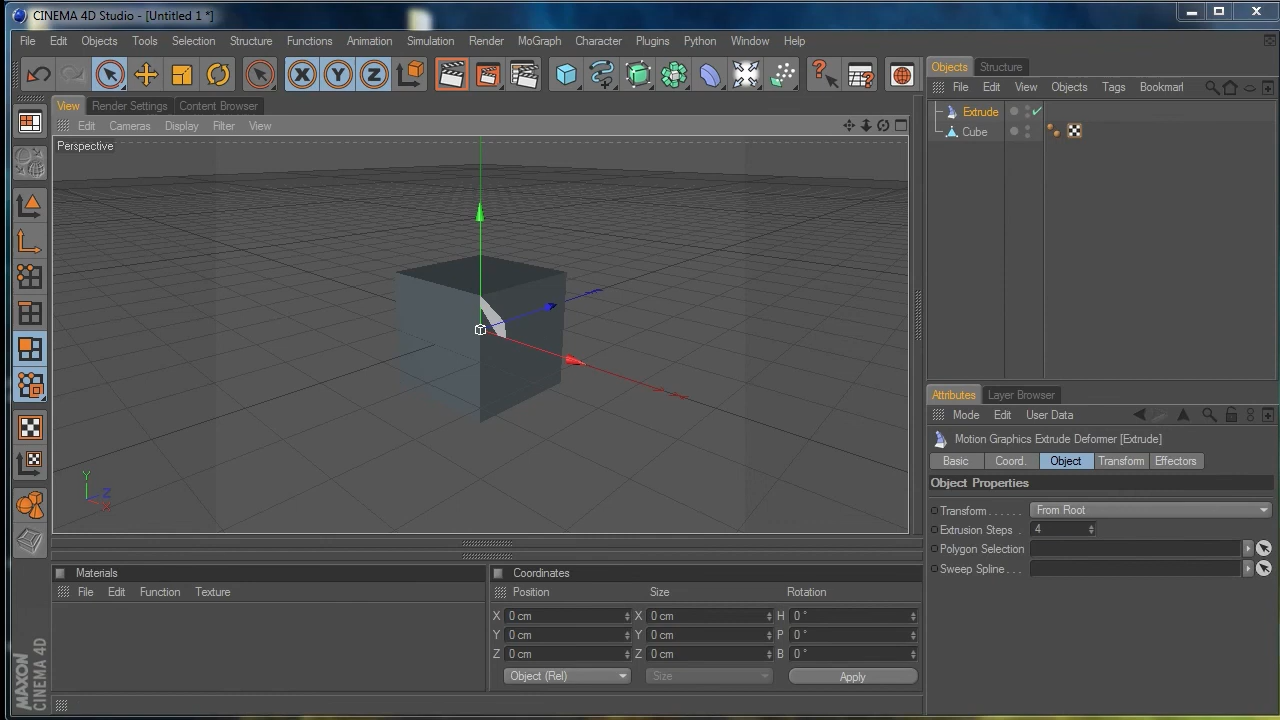 CINEMA 4D Studio - [Untitled 1 *]
File Edit Objects Tools Selection Structure Functions Animation Simulation Render MoGraph Character Plugins Python Window Help
X Y Z
View Render Settings Content Browser
Edit Cameras Display Filter View
Perspective
Y
Z
X
Objects Structure
File Edit View Objects Tags Bookmarl
Extrude
Cube
Attributes Layer Browser
Mode Edit User Data
Motion Graphics Extrude Deformer [Extrude]
Basic Coord. Object Transform Effectors
Object Properties
Transform . . . . . . From Root
Extrusion Steps . 4
Polygon Selection
Sweep Spline . . .
Materials
File Edit Function Texture
Coordinates
Position Size Rotation
X 0 cm X 0 cm H 0 °
Y 0 cm Y 0 cm P 0 °
Z 0 cm Z 0 cm B 0 °
Object (Rel) Size Apply
MAXON
CINEMA 4D